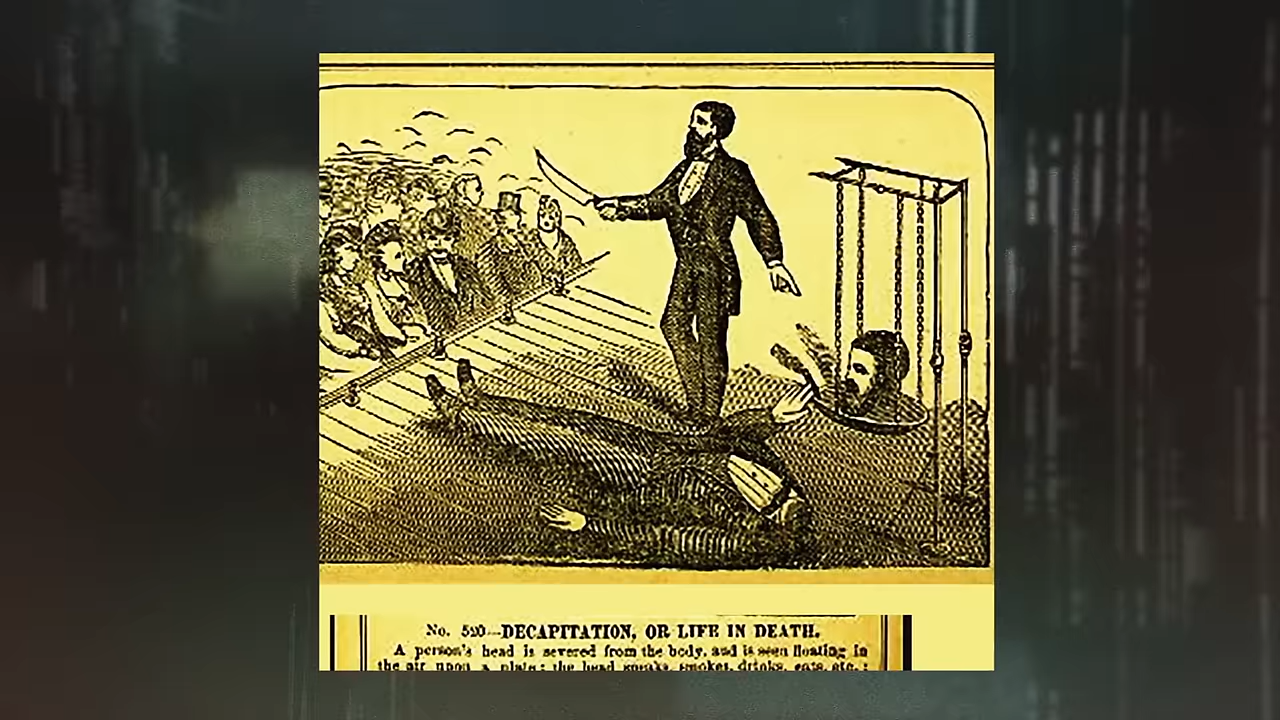 No. 520—DECAPITATION, OR LIFE IN DEATH.
A person's head is severed from the body, and is seen floating in
the air upon a plate; the head speaks, smokes, drinks, eats, etc.;